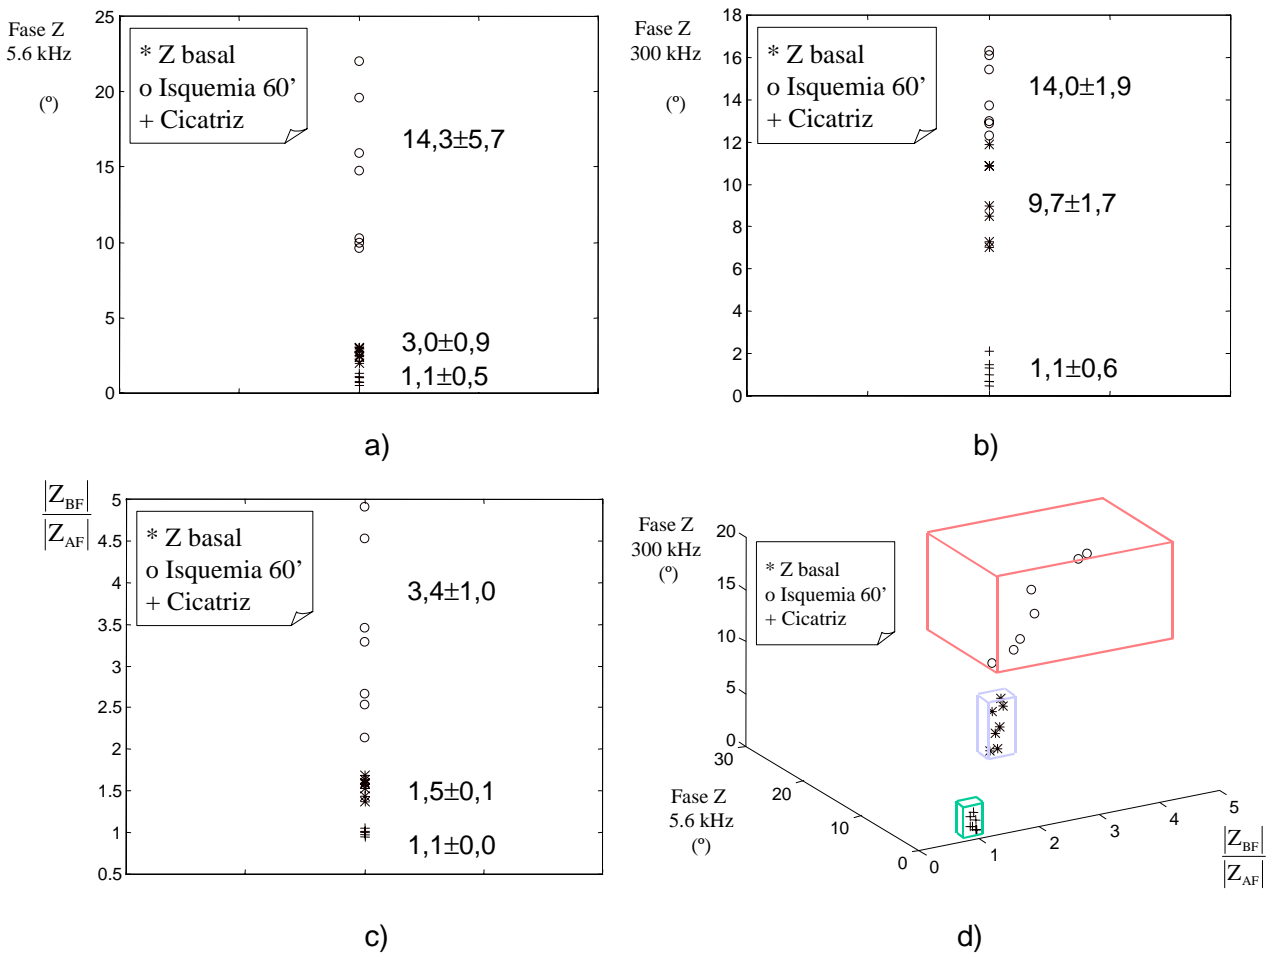 Fase Z
5.6 kHz
(º)
25
20
15
10
5
0
* Z basal
o Isquemia 60’
+ Cicatriz
14,3±5,7
3,0±0,9
1,1±0,5
a)
Fase Z
300 kHz
(º)
18
16
14
12
10
8
6
4
2
0
* Z basal
o Isquemia 60’
+ Cicatriz
14,0±1,9
9,7±1,7
1,1±0,6
b)
|Z_BF|
|Z_AF|
5
4.5
4
3.5
3
2.5
2
1.5
1
0.5
* Z basal
o Isquemia 60’
+ Cicatriz
3,4±1,0
1,5±0,1
1,1±0,0
c)
Fase Z
300 kHz
(º)
20
15
10
5
0
* Z basal
o Isquemia 60’
+ Cicatriz
30
20
10
0
Fase Z
5.6 kHz
(º)
0
1
2
3
4
5
|Z_BF|
|Z_AF|
d)